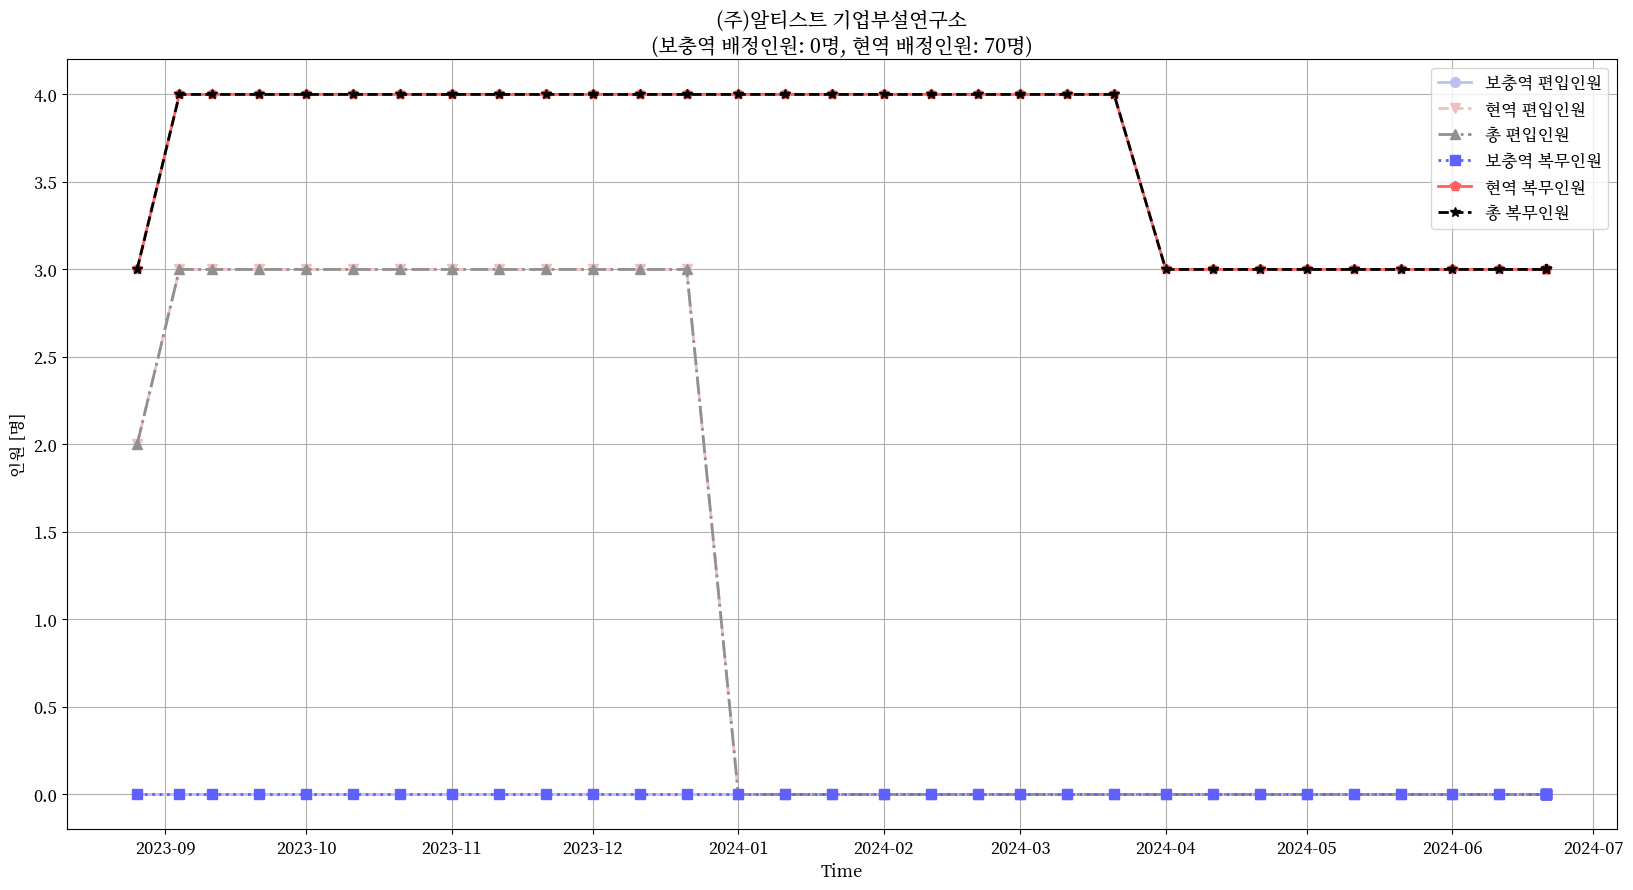 (주)알티스트 기업부설연구소
(보충역 배정인원: 0명, 현역 배정인원: 70명)
보충역 편입인원
현역 편입인원
총 편입인원
보충역 복무인원
현역 복무인원
총 복무인원
인원 [명]
4.0
3.5
3.0
2.5
2.0
1.5
1.0
0.5
0.0
2023-09 2023-10 2023-11 2023-12 2024-01 2024-02 2024-03 2024-04 2024-05 2024-06 2024-07
Time